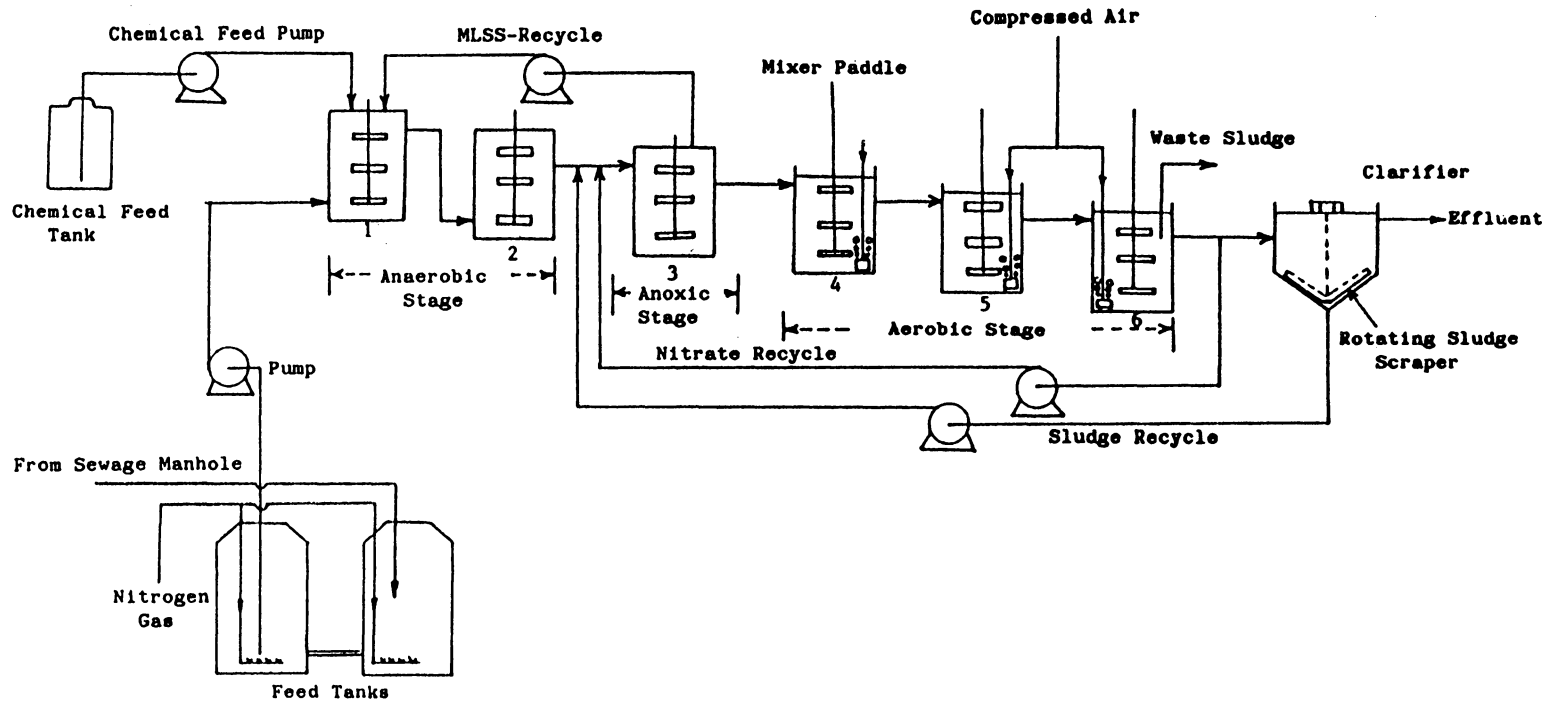 Compressed Air
Chemical Feed Pump
MLSS-Recycle
Mixer Paddle
Waste Sludge
Clarifier
Chemical Feed
Tank
Effluent
1
2
3
4
5
6
Anaerobic
Stage
Anoxic
Stage
Aerobic Stage
Rotating Sludge
Scraper
Nitrate Recycle
Pump
Sludge Recycle
From Sewage Manhole
Nitrogen
Gas
Feed Tanks